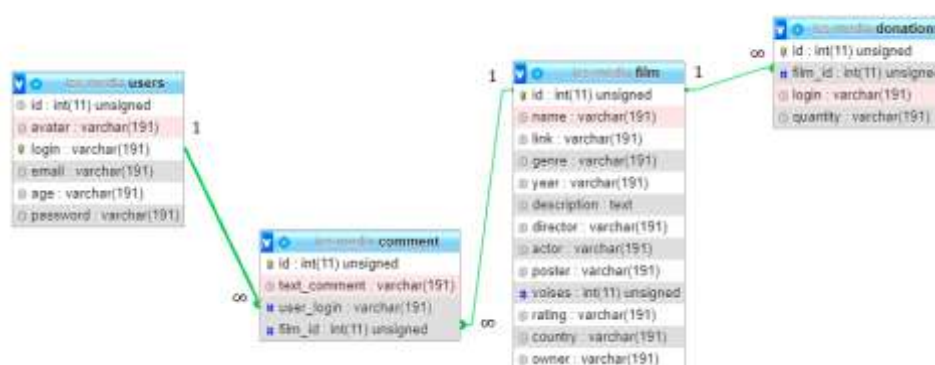 users
id : int(11) unsigned
avatar : varchar(191)
login : varchar(191)
email : varchar(191)
age : varchar(191)
password : varchar(191)
1
∞
comment
id : int(11) unsigned
text_comment : varchar(191)
user_login : varchar(191)
film_id : int(11) unsigned
∞
1
film
id : int(11) unsigned
name : varchar(191)
link : varchar(191)
genre : varchar(191)
year : varchar(191)
description : text
director : varchar(191)
actor : varchar(191)
poster : varchar(191)
voises : int(11) unsigned
rating : varchar(191)
country : varchar(191)
owner : varchar(191)
1
∞
donation
id : int(11) unsigned
film_id : int(11) unsigne
login : varchar(191)
quantity : varchar(191)